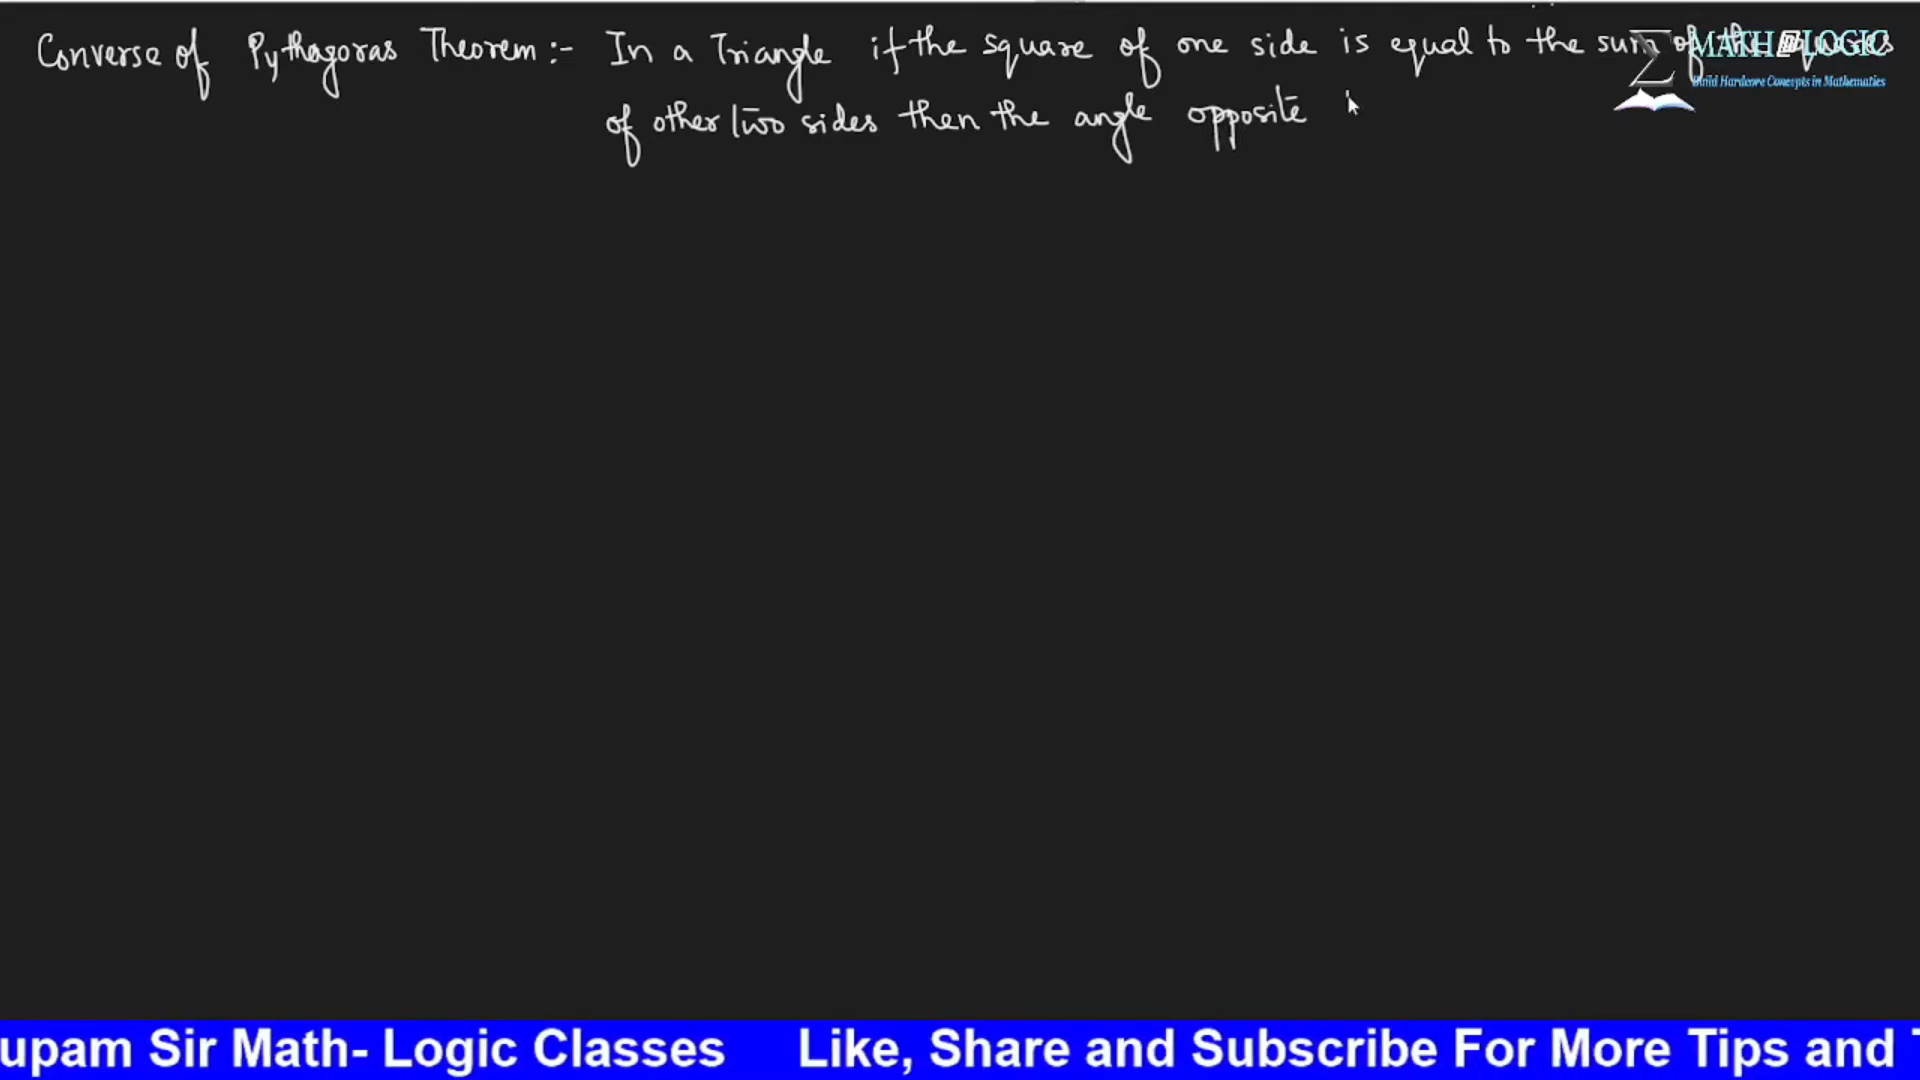 Converse of Pythagoras Theorem :- In a Triangle if the square of one side is equal to the sum of the squares
of other two sides then the angle opposite
MATH LOGIC
Build Hardcore Concepts in Mathematics
upam Sir Math- Logic Classes Like, Share and Subscribe For More Tips and T